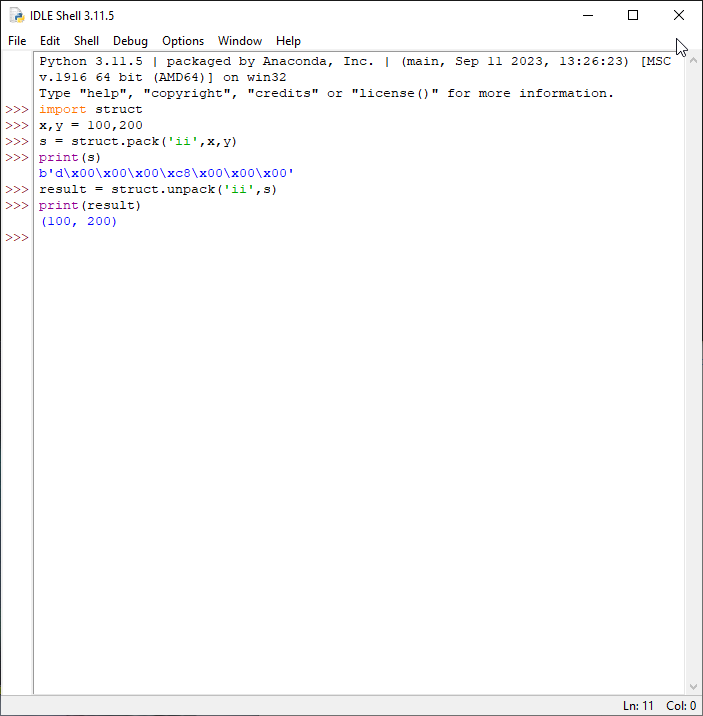 IDLE Shell 3.11.5
File Edit Shell Debug Options Window Help
Python 3.11.5 | packaged by Anaconda, Inc. | (main, Sep 11 2023, 13:26:23) [MSC
v.1916 64 bit (AMD64)] on win32
Type "help", "copyright", "credits" or "license()" for more information.
>>> import struct
>>> x,y = 100,200
>>> s = struct.pack('ii',x,y)
>>> print(s)
b'd\x00\x00\x00\xc8\x00\x00\x00'
>>> result = struct.unpack('ii',s)
>>> print(result)
(100, 200)
>>>
Ln: 11 Col: 0